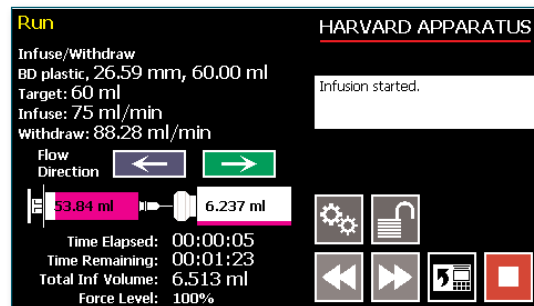 Run
HARVARD APPARATUS
Infuse/Withdraw
BD plastic, 26.59 mm, 60.00 ml
Target: 60 ml
Infuse: 75 ml/min
Withdraw: 88.28 ml/min
Infusion started.
Flow
Direction
53.84 ml
6.237 ml
Time Elapsed: 00:00:05
Time Remaining: 00:01:23
Total Inf Volume: 6.513 ml
Force Level: 100%